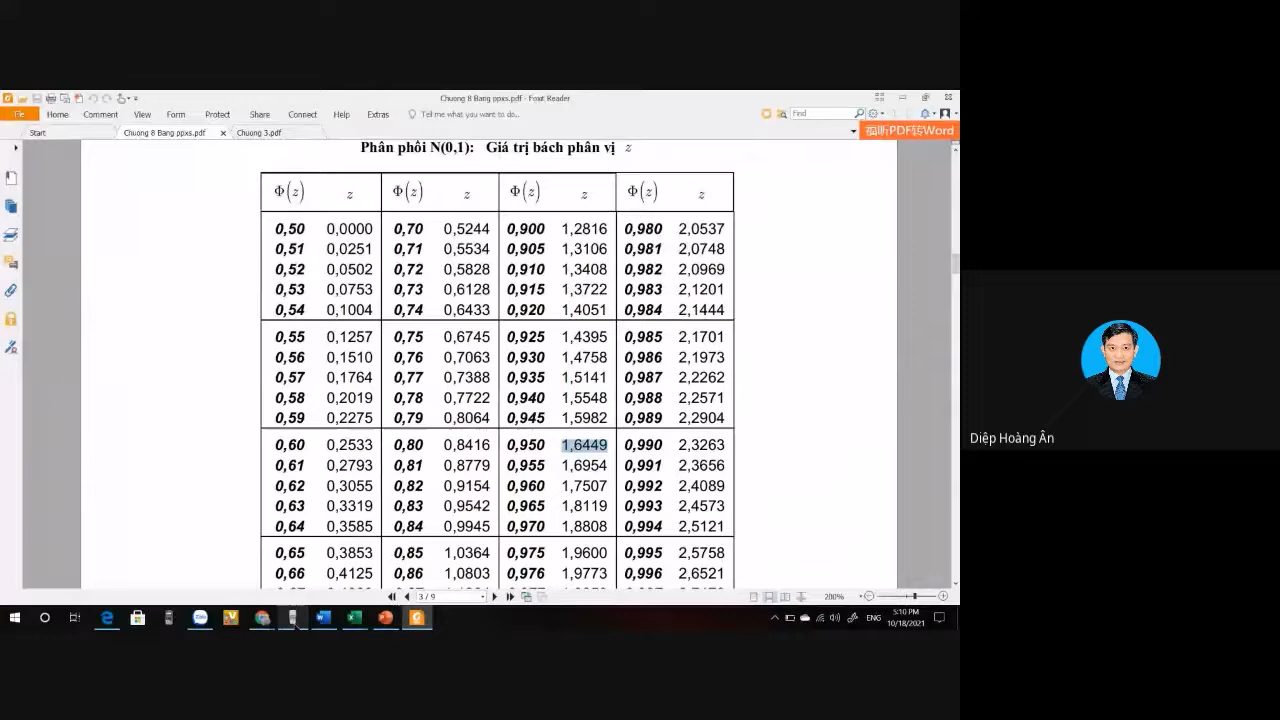 Chuong 8 Bang ppxs.pdf - Foxit Reader
File Home Comment View Form Protect Share Connect Help Extras Tell me what you want to do... Find
Start Chuong 8 Bang ppxs.pdf Chuong 3.pdf
福昕PDF转Word
Phân phối N(0,1): Giá trị bách phân vị z
Φ(z) z Φ(z) z Φ(z) z Φ(z) z
0,50 0,0000 0,70 0,5244 0,900 1,2816 0,980 2,0537
0,51 0,0251 0,71 0,5534 0,905 1,3106 0,981 2,0748
0,52 0,0502 0,72 0,5828 0,910 1,3408 0,982 2,0969
0,53 0,0753 0,73 0,6128 0,915 1,3722 0,983 2,1201
0,54 0,1004 0,74 0,6433 0,920 1,4051 0,984 2,1444
0,55 0,1257 0,75 0,6745 0,925 1,4395 0,985 2,1701
0,56 0,1510 0,76 0,7063 0,930 1,4758 0,986 2,1973
0,57 0,1764 0,77 0,7388 0,935 1,5141 0,987 2,2262
0,58 0,2019 0,78 0,7722 0,940 1,5548 0,988 2,2571
0,59 0,2275 0,79 0,8064 0,945 1,5982 0,989 2,2904
0,60 0,2533 0,80 0,8416 0,950 1,6449 0,990 2,3263
0,61 0,2793 0,81 0,8779 0,955 1,6954 0,991 2,3656
0,62 0,3055 0,82 0,9154 0,960 1,7507 0,992 2,4089
0,63 0,3319 0,83 0,9542 0,965 1,8119 0,993 2,4573
0,64 0,3585 0,84 0,9945 0,970 1,8808 0,994 2,5121
0,65 0,3853 0,85 1,0364 0,975 1,9600 0,995 2,5758
0,66 0,4125 0,86 1,0803 0,976 1,9773 0,996 2,6521
3 / 9 200%
ENG 5:10 PM
10/18/2021
Diệp Hoàng Ân